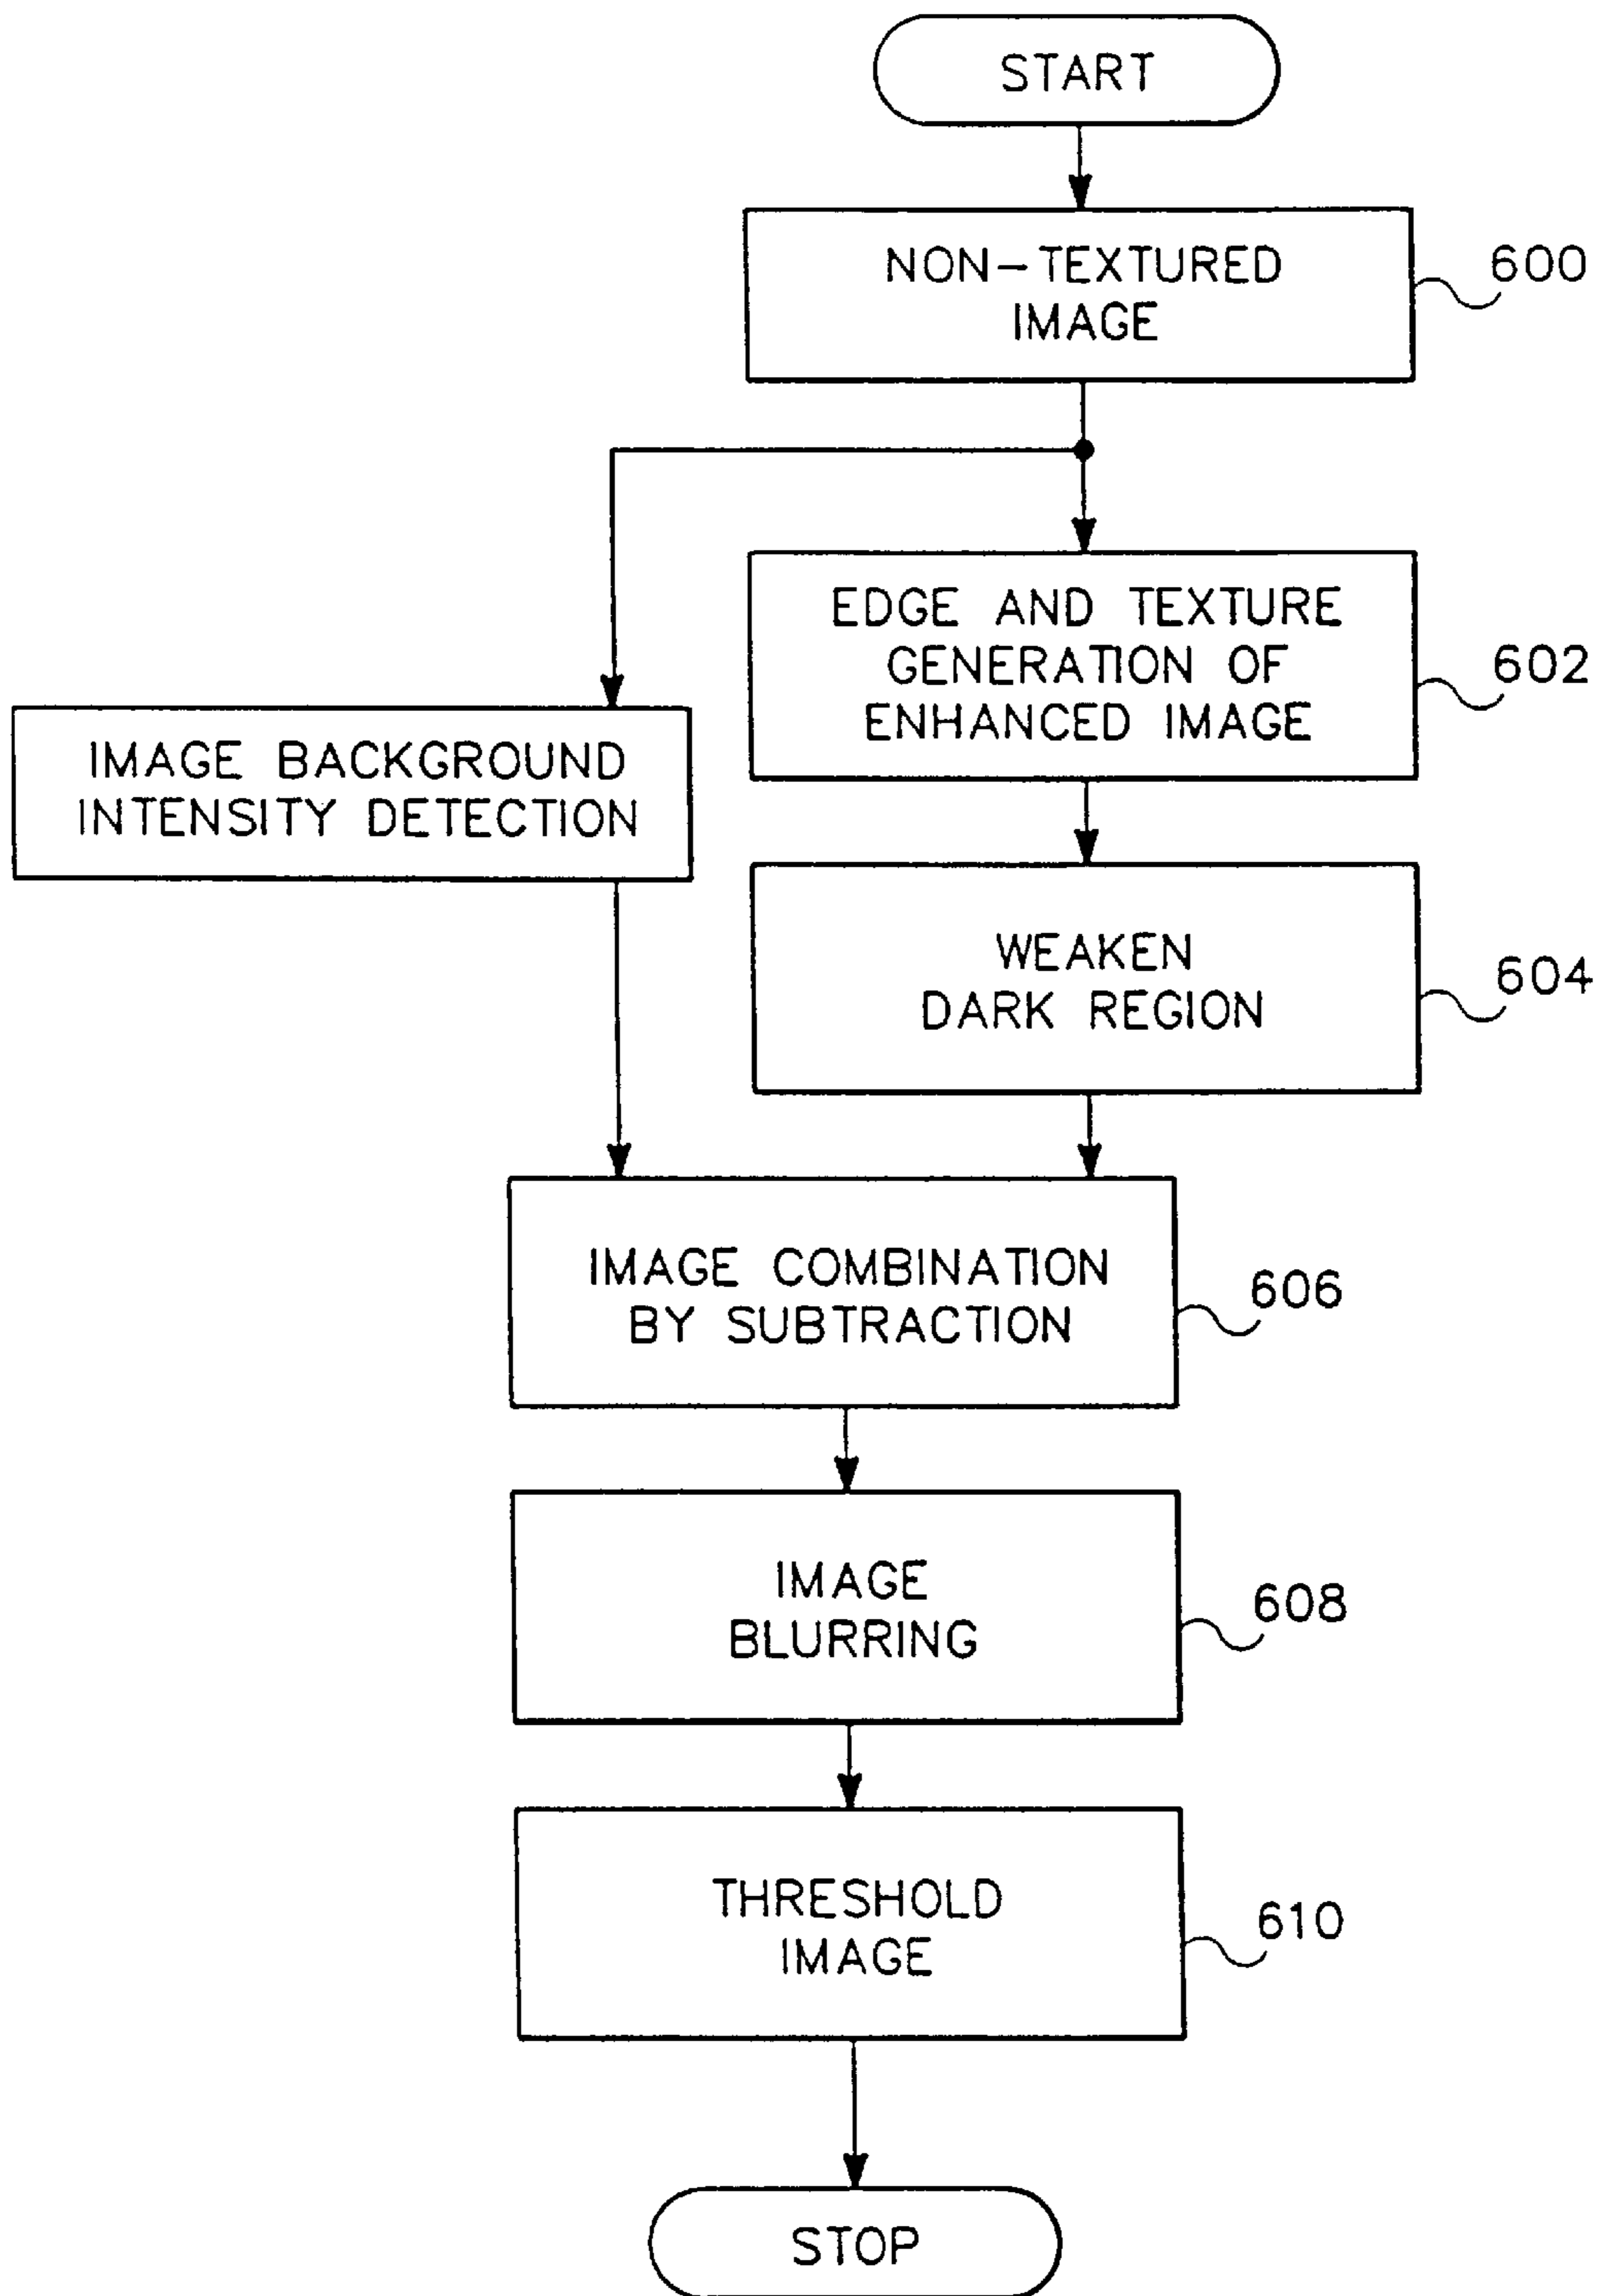 START
NON-TEXTURED
IMAGE
600
EDGE AND TEXTURE
GENERATION OF
ENHANCED IMAGE
602
IMAGE BACKGROUND
INTENSITY DETECTION
WEAKEN
DARK REGION
604
IMAGE COMBINATION
BY SUBTRACTION
606
IMAGE
BLURRING
608
THRESHOLD
IMAGE
610
STOP